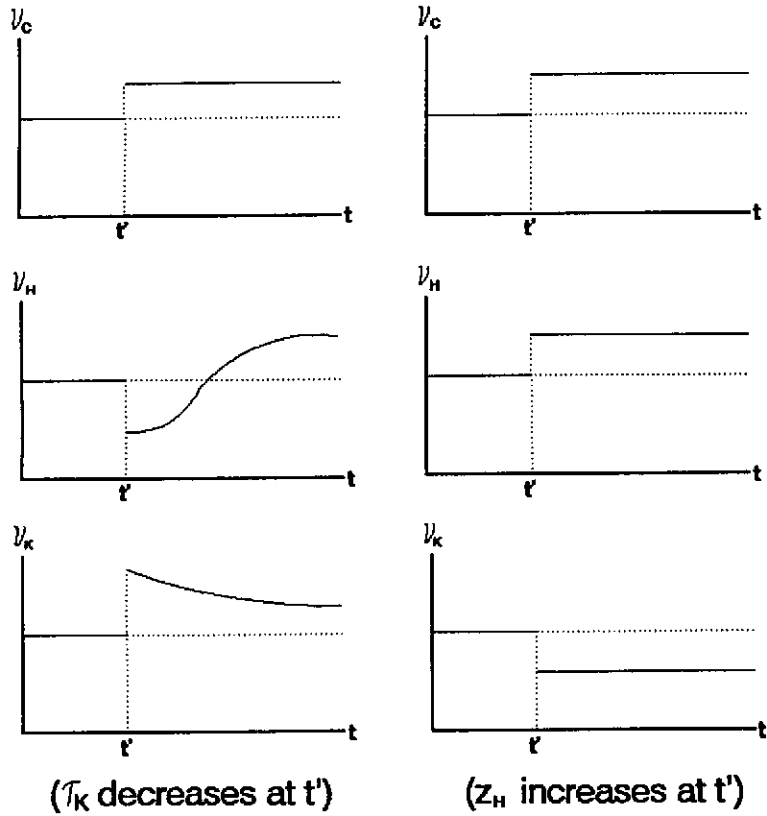 ν_C ν_C
t t
t' t'
ν_H ν_H
t t
t' t'
ν_K ν_K
t t
t' t'
(τ_K decreases at t') (z_H increases at t')